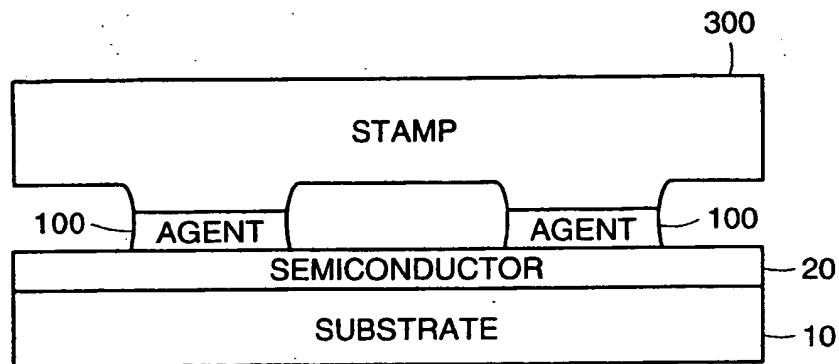 300
STAMP
100 AGENT AGENT 100
SEMICONDUCTOR 20
SUBSTRATE 10